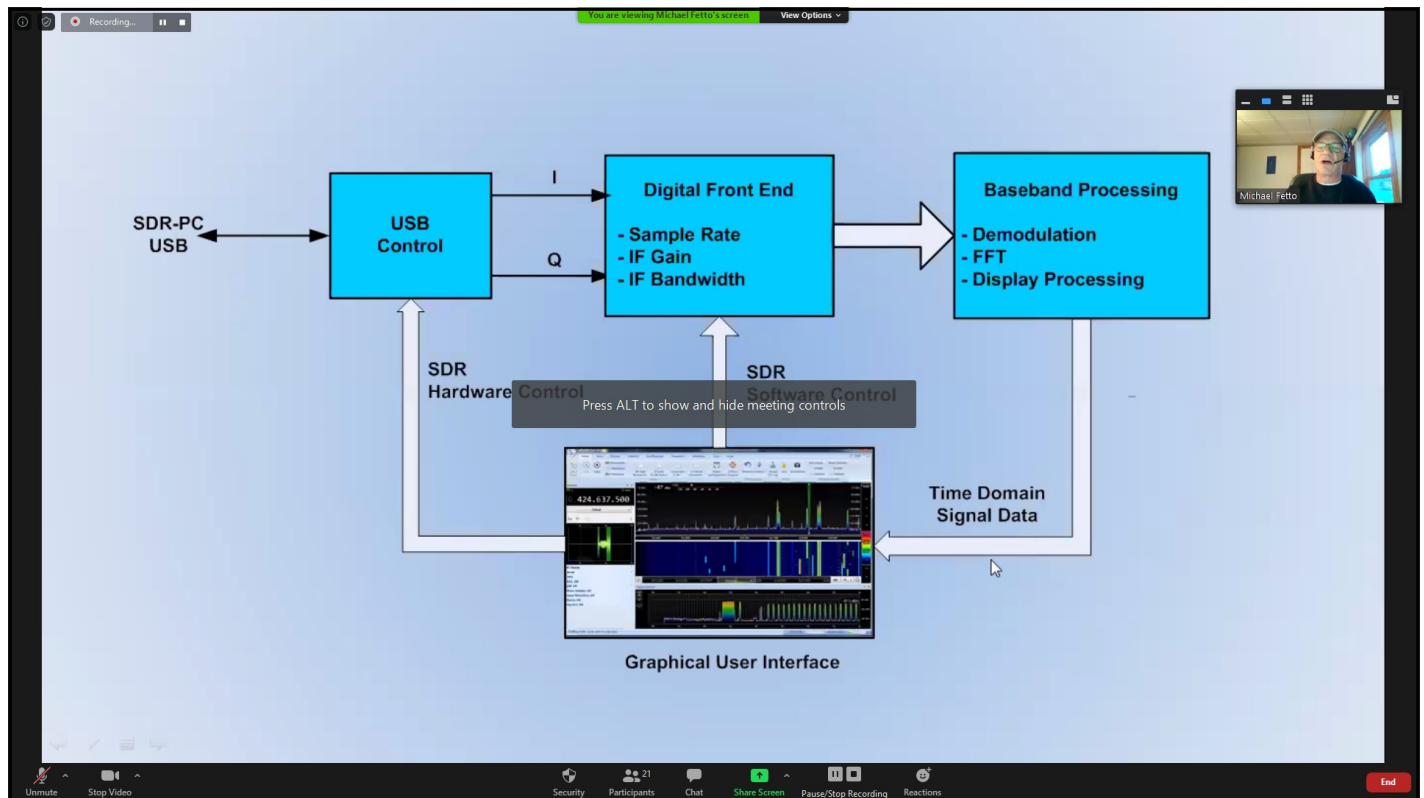 Recording...
You are viewing Michael Fetto's screen
View Options
Michael Fetto
SDR-PC
USB
USB
Control
I
Q
Digital Front End
- Sample Rate
- IF Gain
- IF Bandwidth
Baseband Processing
- Demodulation
- FFT
- Display Processing
SDR
Hardware Control
SDR
Software Control
Press ALT to show and hide meeting controls
424.637.500
Time Domain
Signal Data
Graphical User Interface
Unmute
Stop Video
Security
21
Participants
Chat
Share Screen
Pause/Stop Recording
Reactions
End